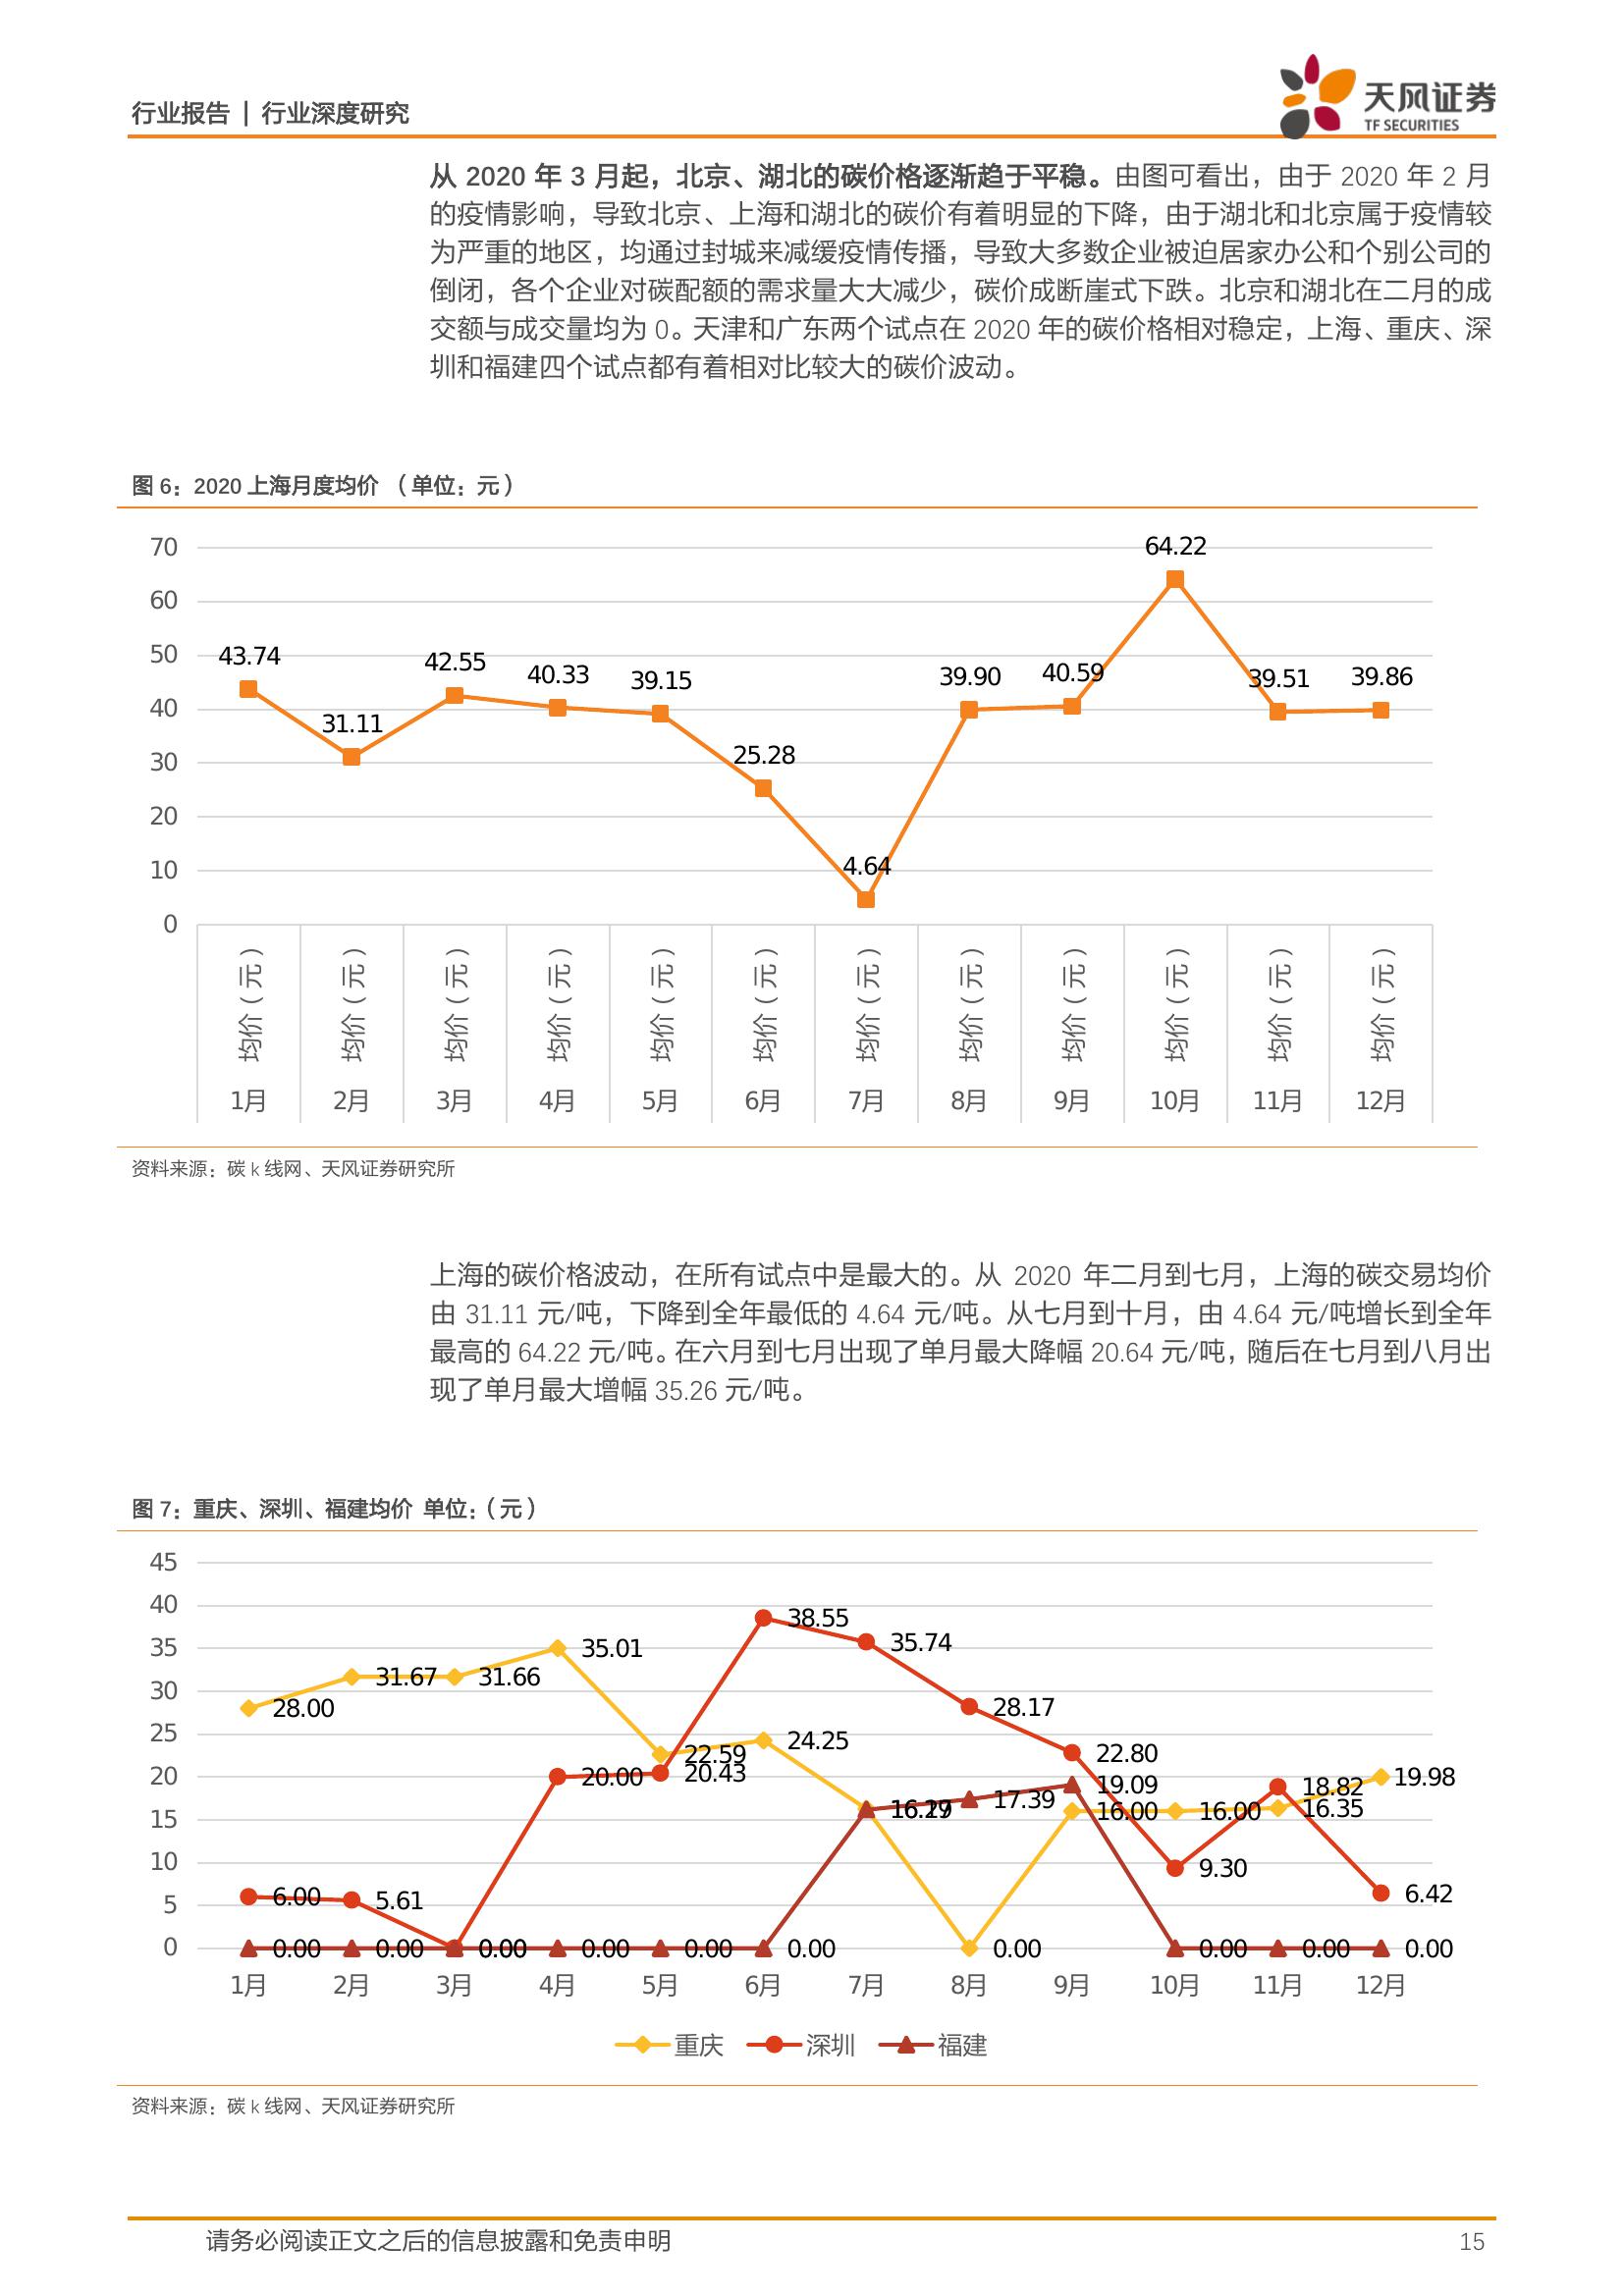 行业报告 | 行业深度研究
天风证券
TF SECURITIES
从 2020 年 3 月起，北京、湖北的碳价格逐渐趋于平稳。由图可看出，由于 2020 年 2 月
的疫情影响，导致北京、上海和湖北的碳价有着明显的下降，由于湖北和北京属于疫情较
为严重的地区，均通过封城来减缓疫情传播，导致大多数企业被迫居家办公和个别公司的
倒闭，各个企业对碳配额的需求量大大减少，碳价成断崖式下跌。北京和湖北在二月的成
交额与成交量均为 0。天津和广东两个试点在 2020 年的碳价格相对稳定，上海、重庆、深
圳和福建四个试点都有着相对比较大的碳价波动。
图 6：2020 上海月度均价 （单位：元）
70
60
50
40
30
20
10
0
43.74
31.11
42.55
40.33
39.15
25.28
4.64
39.90
40.59
64.22
39.51
39.86
均价（元） 均价（元） 均价（元） 均价（元） 均价（元） 均价（元） 均价（元） 均价（元） 均价（元） 均价（元） 均价（元） 均价（元）
1月 2月 3月 4月 5月 6月 7月 8月 9月 10月 11月 12月
资料来源：碳 k 线网、天风证券研究所
上海的碳价格波动，在所有试点中是最大的。从 2020 年二月到七月，上海的碳交易均价
由 31.11 元/吨，下降到全年最低的 4.64 元/吨。从七月到十月，由 4.64 元/吨增长到全年
最高的 64.22 元/吨。在六月到七月出现了单月最大降幅 20.64 元/吨，随后在七月到八月出
现了单月最大增幅 35.26 元/吨。
图 7：重庆、深圳、福建均价 单位：（元）
45
40
35
30
25
20
15
10
5
0
28.00 31.67 31.66 35.01 22.59 24.25 0.00 16.00 16.00 16.35 19.98
6.00 5.61 0.00 20.00 20.43 38.55 35.74 28.17 22.80 9.30 18.82 6.42
0.00 0.00 0.00 0.00 0.00 0.00 17.39 19.09 0.00 0.00 0.00
1月 2月 3月 4月 5月 6月 7月 8月 9月 10月 11月 12月
重庆 深圳 福建
资料来源：碳 k 线网、天风证券研究所
请务必阅读正文之后的信息披露和免责申明 15